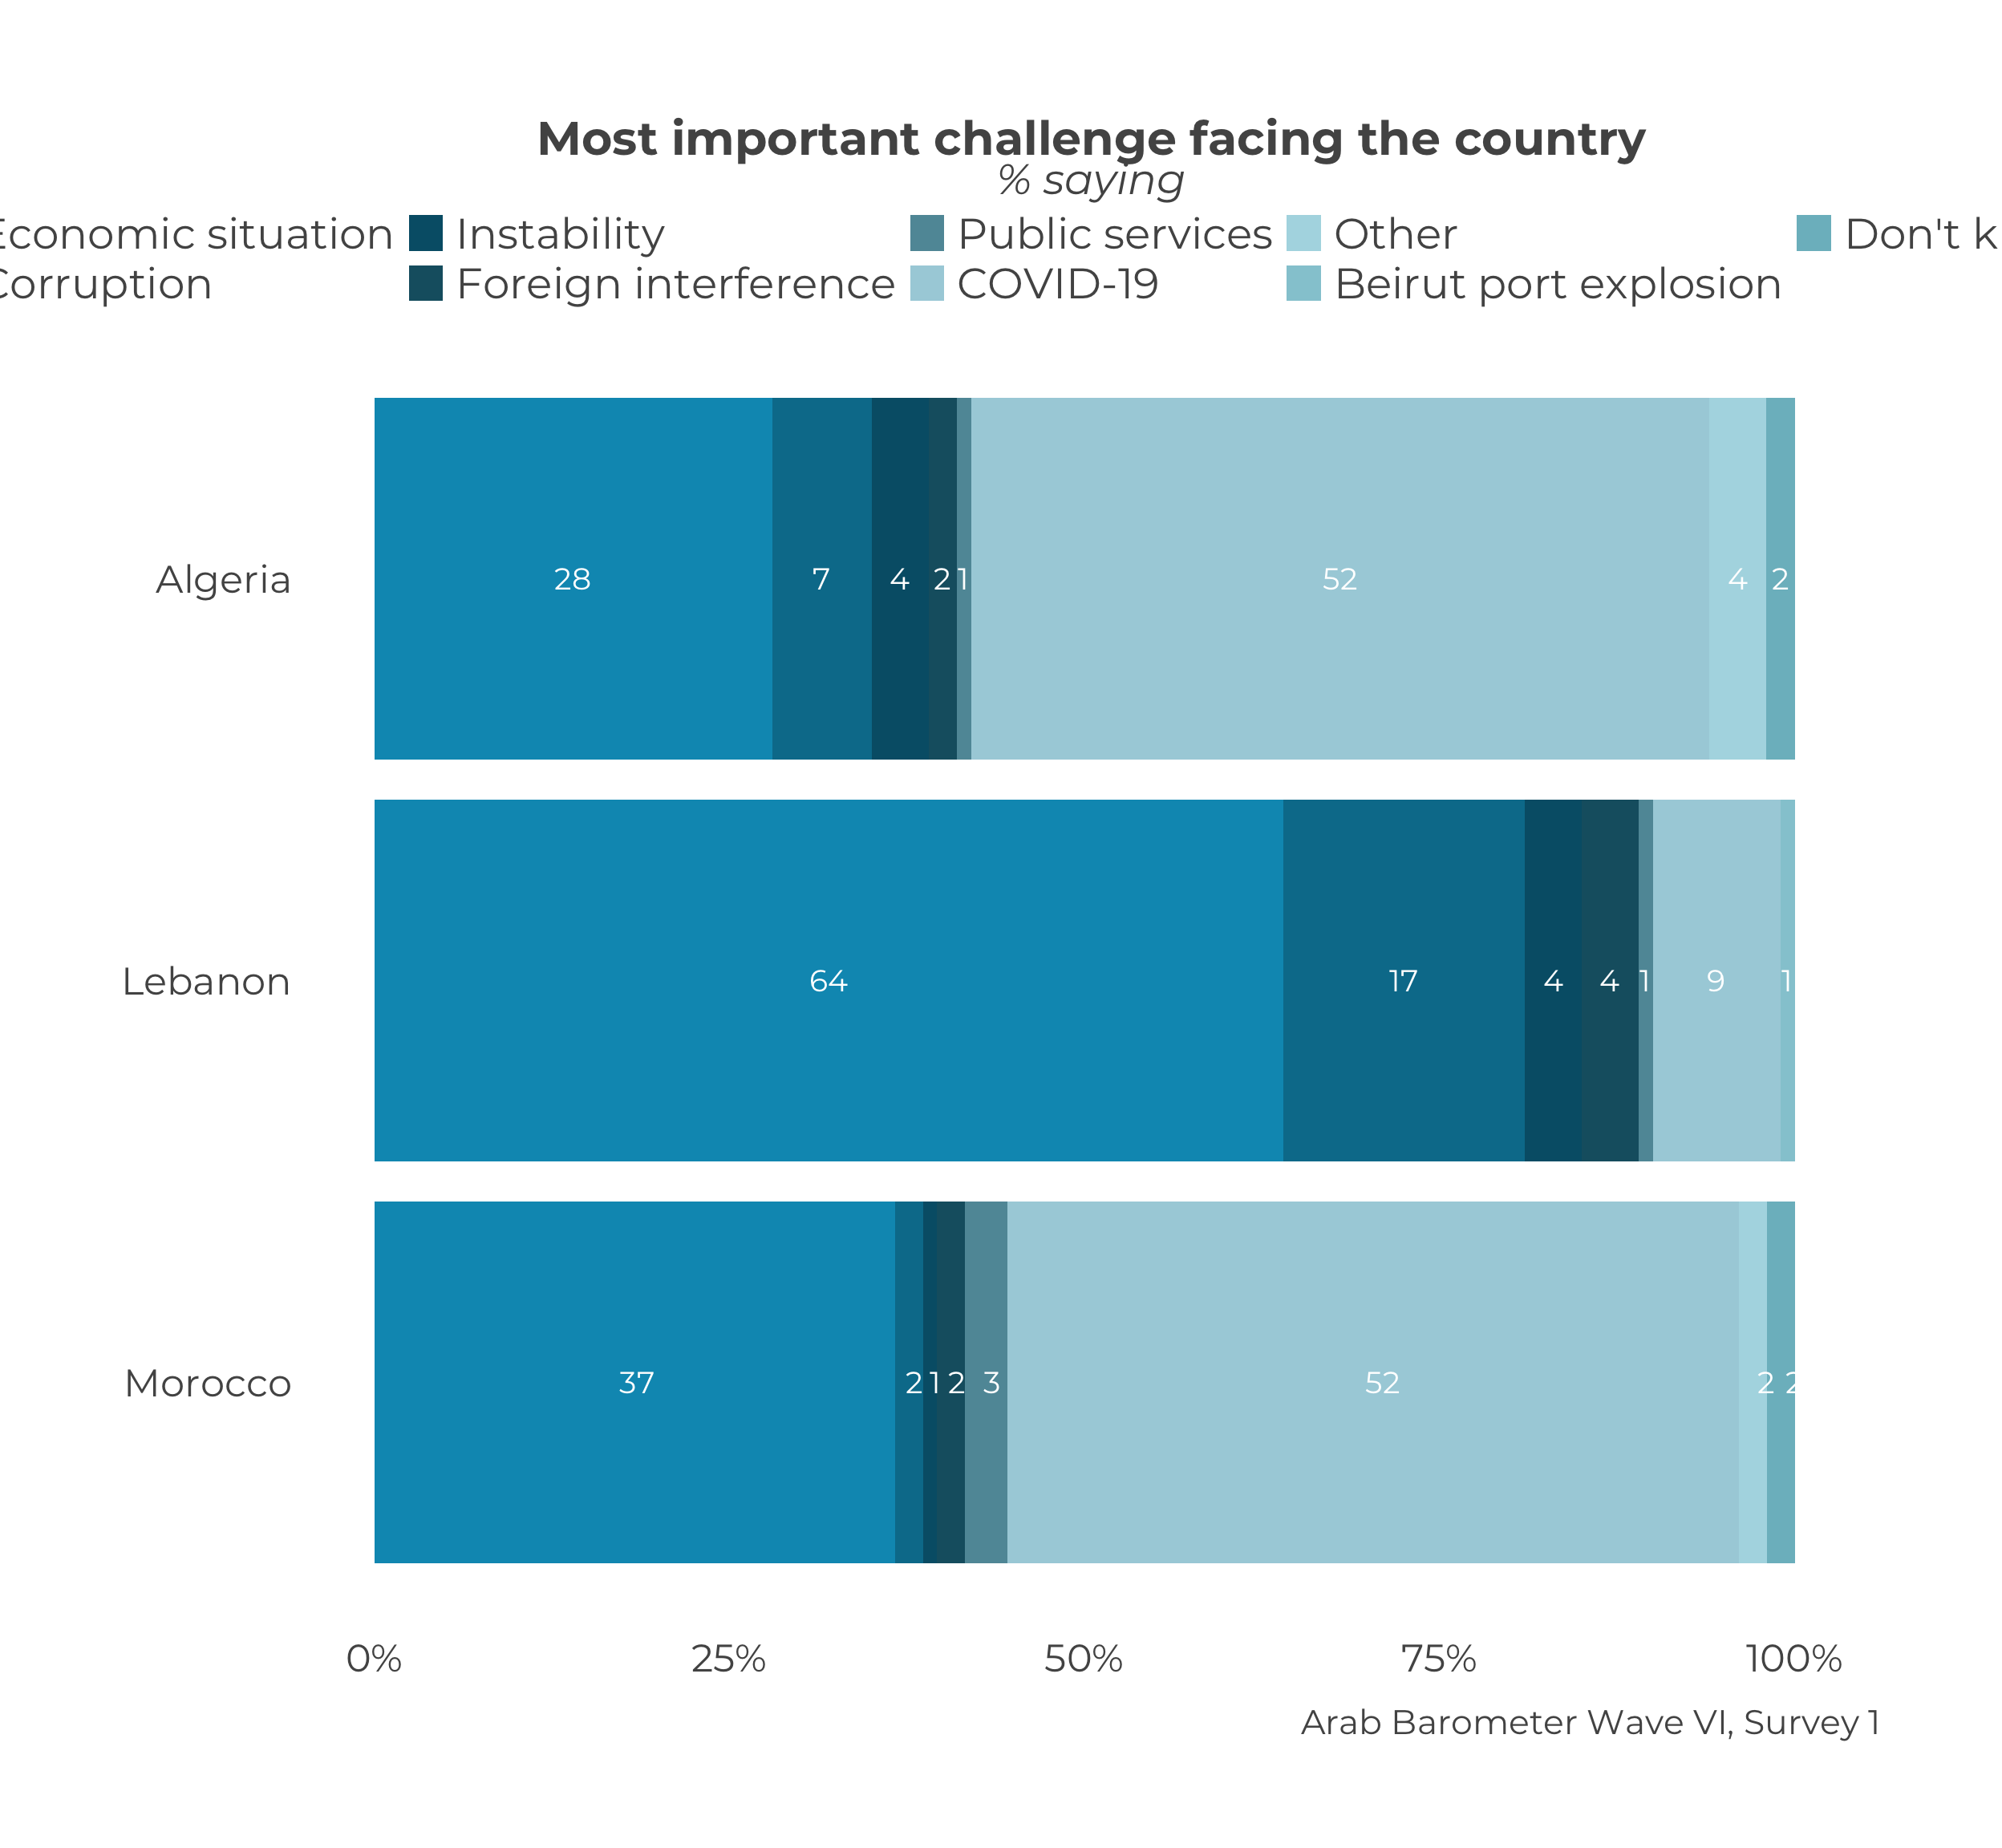 Most important challenge facing the country
% saying
Economic situation Instability Public services Other Don't k
Corruption Foreign interference COVID-19 Beirut port explosion
Algeria 28 7 4 2 1 52 4 2
Lebanon 64 17 4 4 1 9 1
Morocco 37 2 1 2 3 52 2 2
0% 25% 50% 75% 100%
Arab Barometer Wave VI, Survey 1